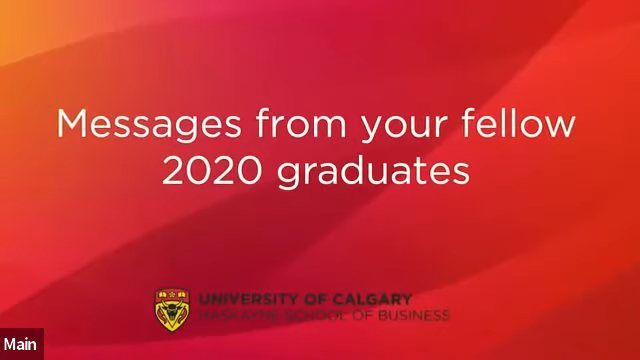 Messages from your fellow
2020 graduates
UNIVERSITY OF CALGARY
HASKAYNE SCHOOL OF BUSINESS
Main